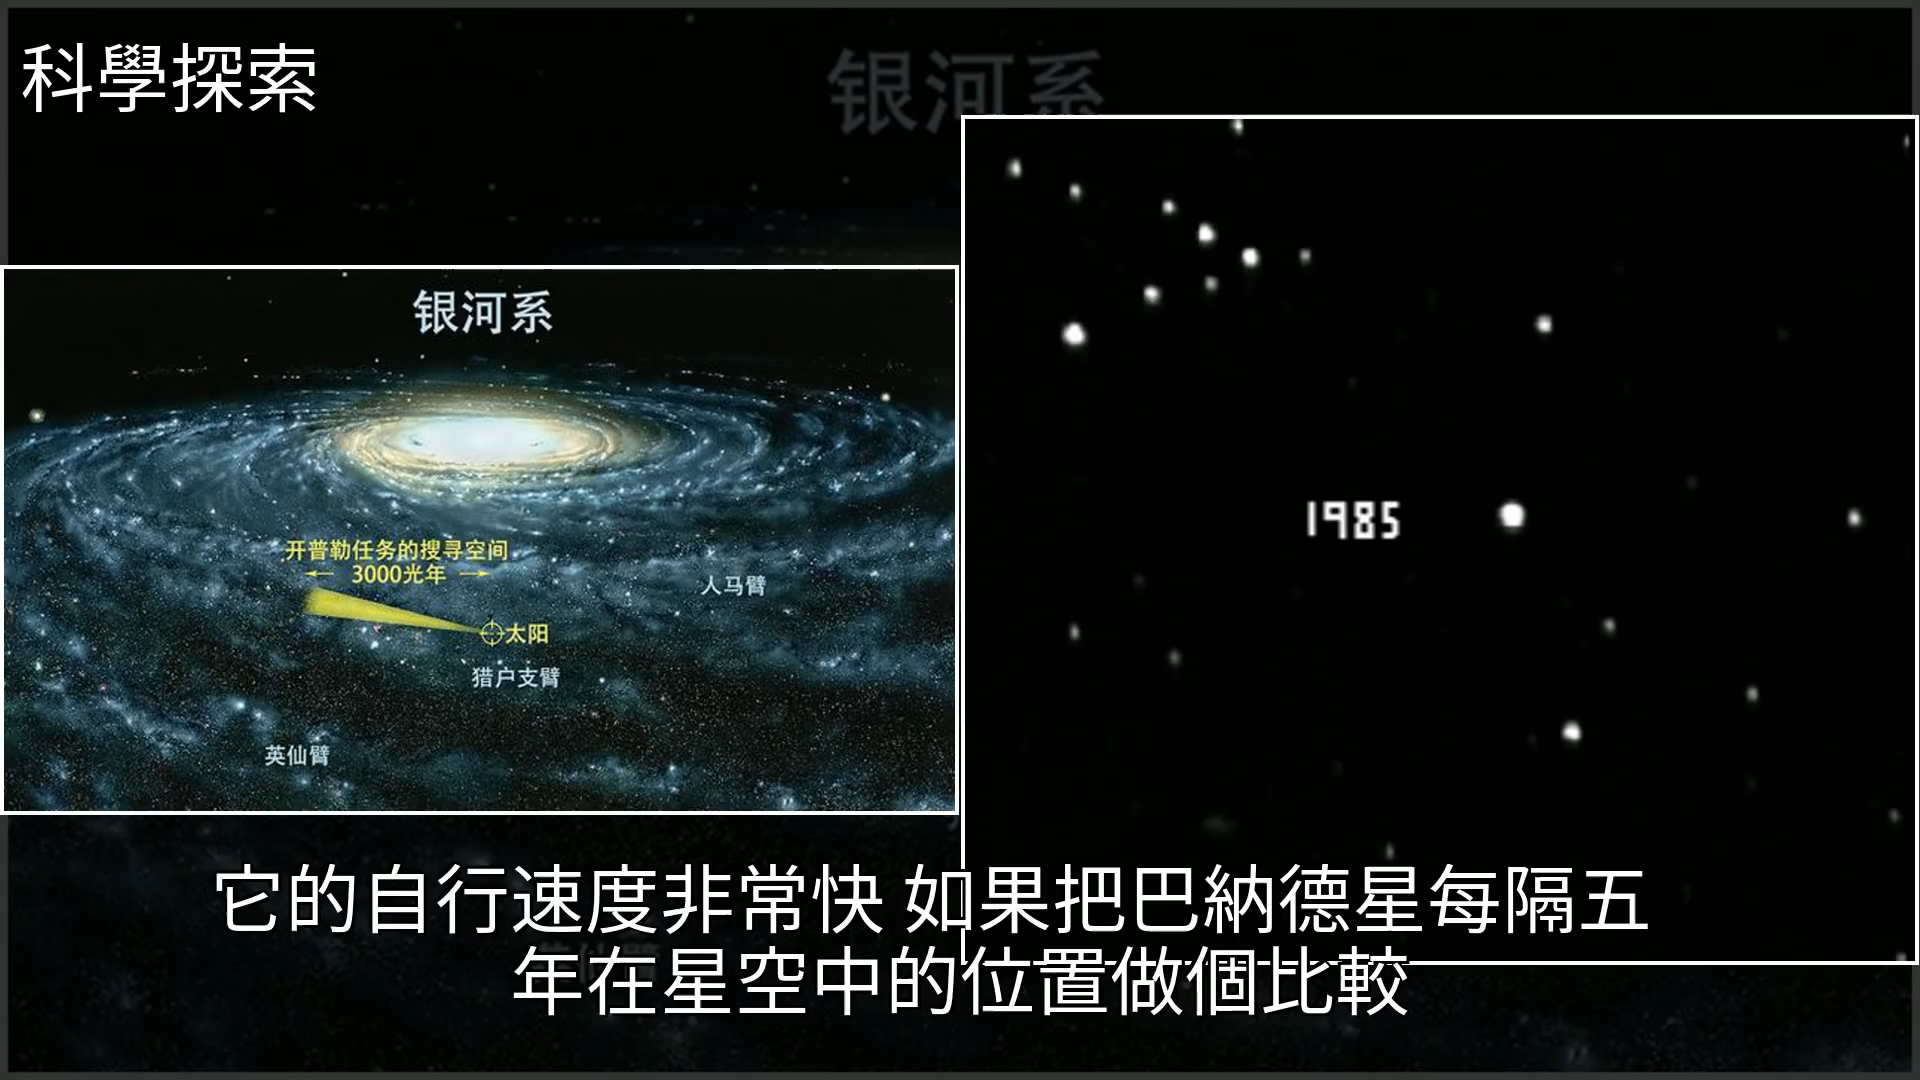 科學探索
银河系
银河系
开普勒任务的搜寻空间
3000光年
太阳
人马臂
猎户支臂
英仙臂
1985
它的自行速度非常快 如果把巴納德星每隔五
年在星空中的位置做個比較